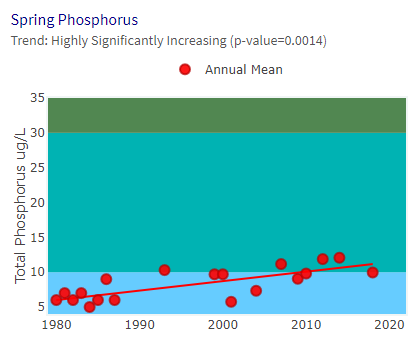 Spring Phosphorus
Trend: Highly Significantly Increasing (p-value=0.0014)
Annual Mean
Total Phosphorus ug/L
35
30
25
20
15
10
5
1980 1990 2000 2010 2020